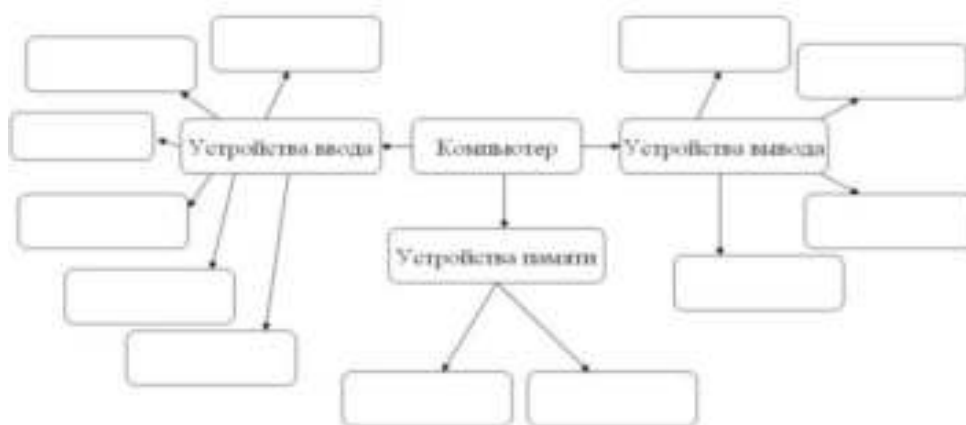 Устройства ввода
Компьютер
Устройства вывода
Устройства памяти